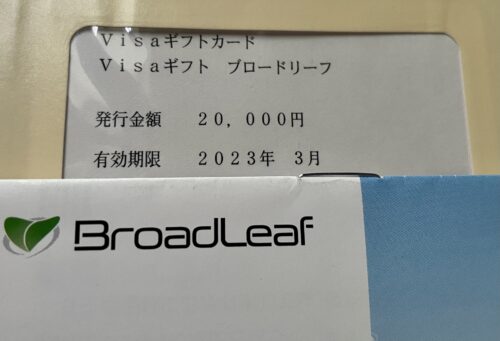 Ｖｉｓａギフトカード
Ｖｉｓａギフト　ブロードリーフ
発行金額　２０，０００円
有効期限　２０２３年　３月
BroadLeaf